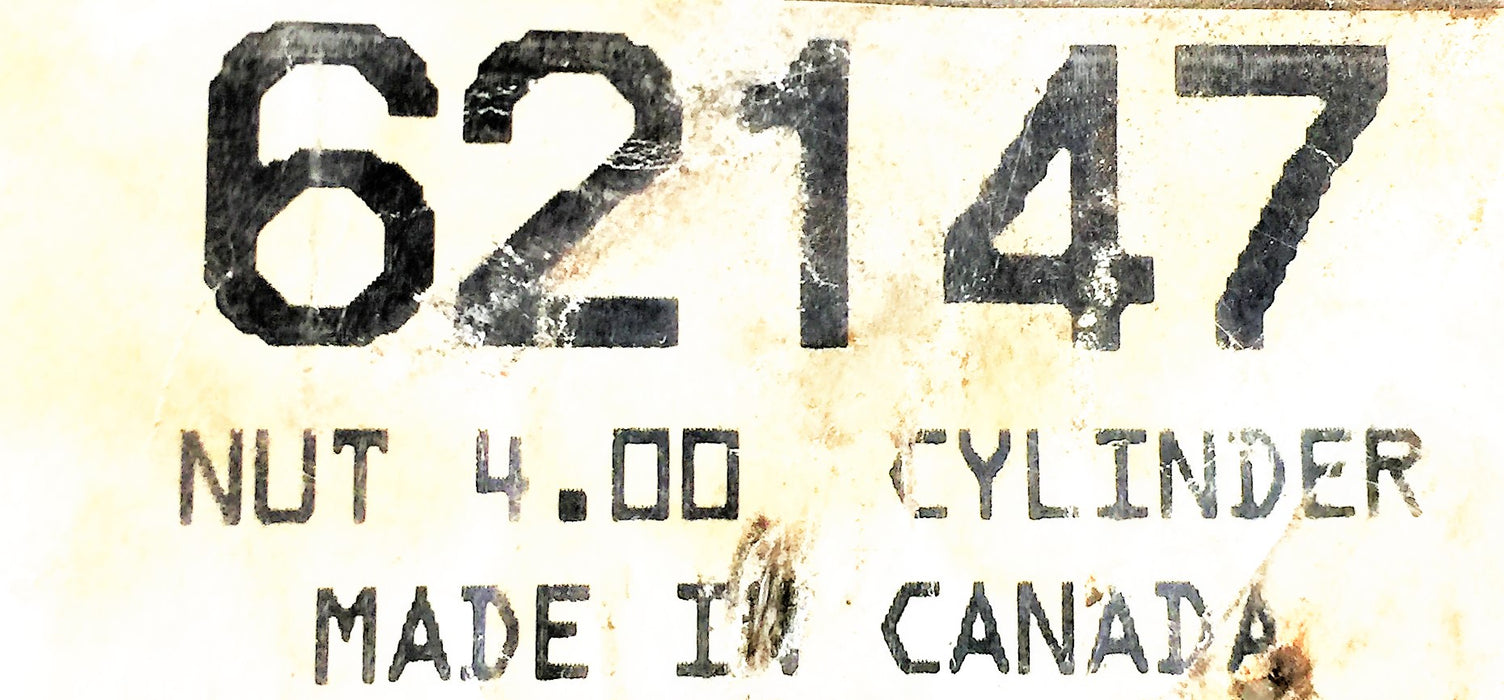 62147
NUT 4.00 CYLINDER
MADE IN CANADA